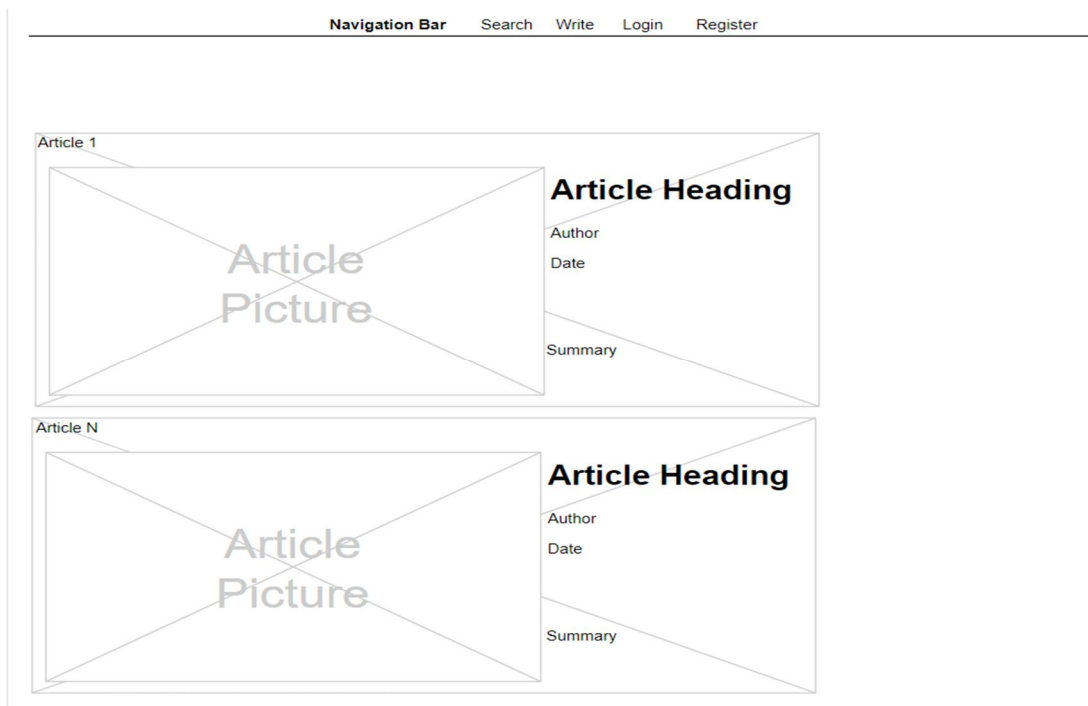 Navigation Bar Search Write Login Register
Article 1
Article
Picture
Article Heading
Author
Date
Summary
Article N
Article
Picture
Article Heading
Author
Date
Summary